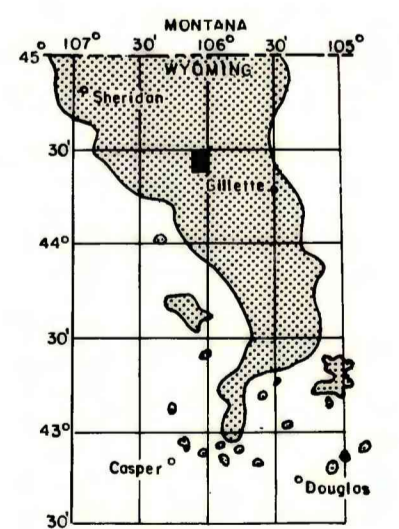 MONTANA
107° 30' 106° 30' 105°
45°
WYOMING
Sheridan
30'
Gillette
44°
30'
43°
Casper
Douglas
30'